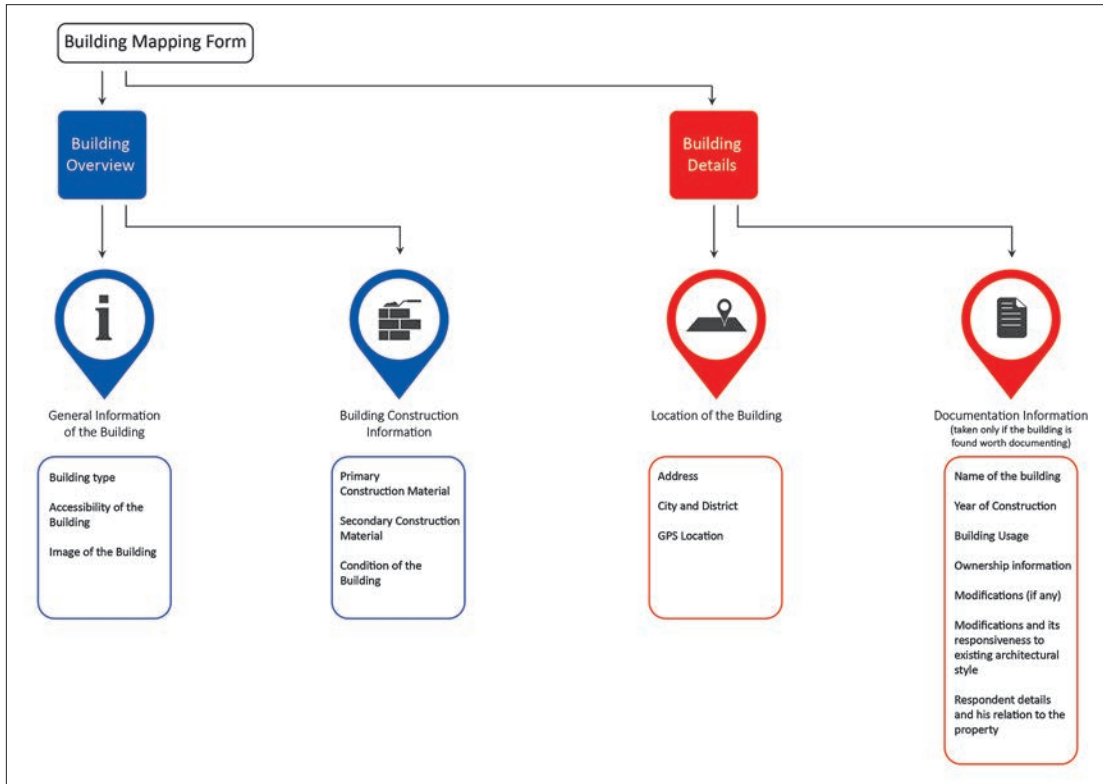 Building Mapping Form
Building
Overview
Building
Details
General Information
of the Building
Building Construction
Information
Location of the Building
Documentation Information
(taken only if the building is
found worth documenting)
Building type
Accessibility of the
Building
Image of the Building
Primary
Construction Material
Secondary Construction
Material
Condition of the
Building
Address
City and District
GPS Location
Name of the building
Year of Construction
Building Usage
Ownership information
Modifications (if any)
Modifications and its
responsiveness to
existing architectural
style
Respondent details
and his relation to the
property